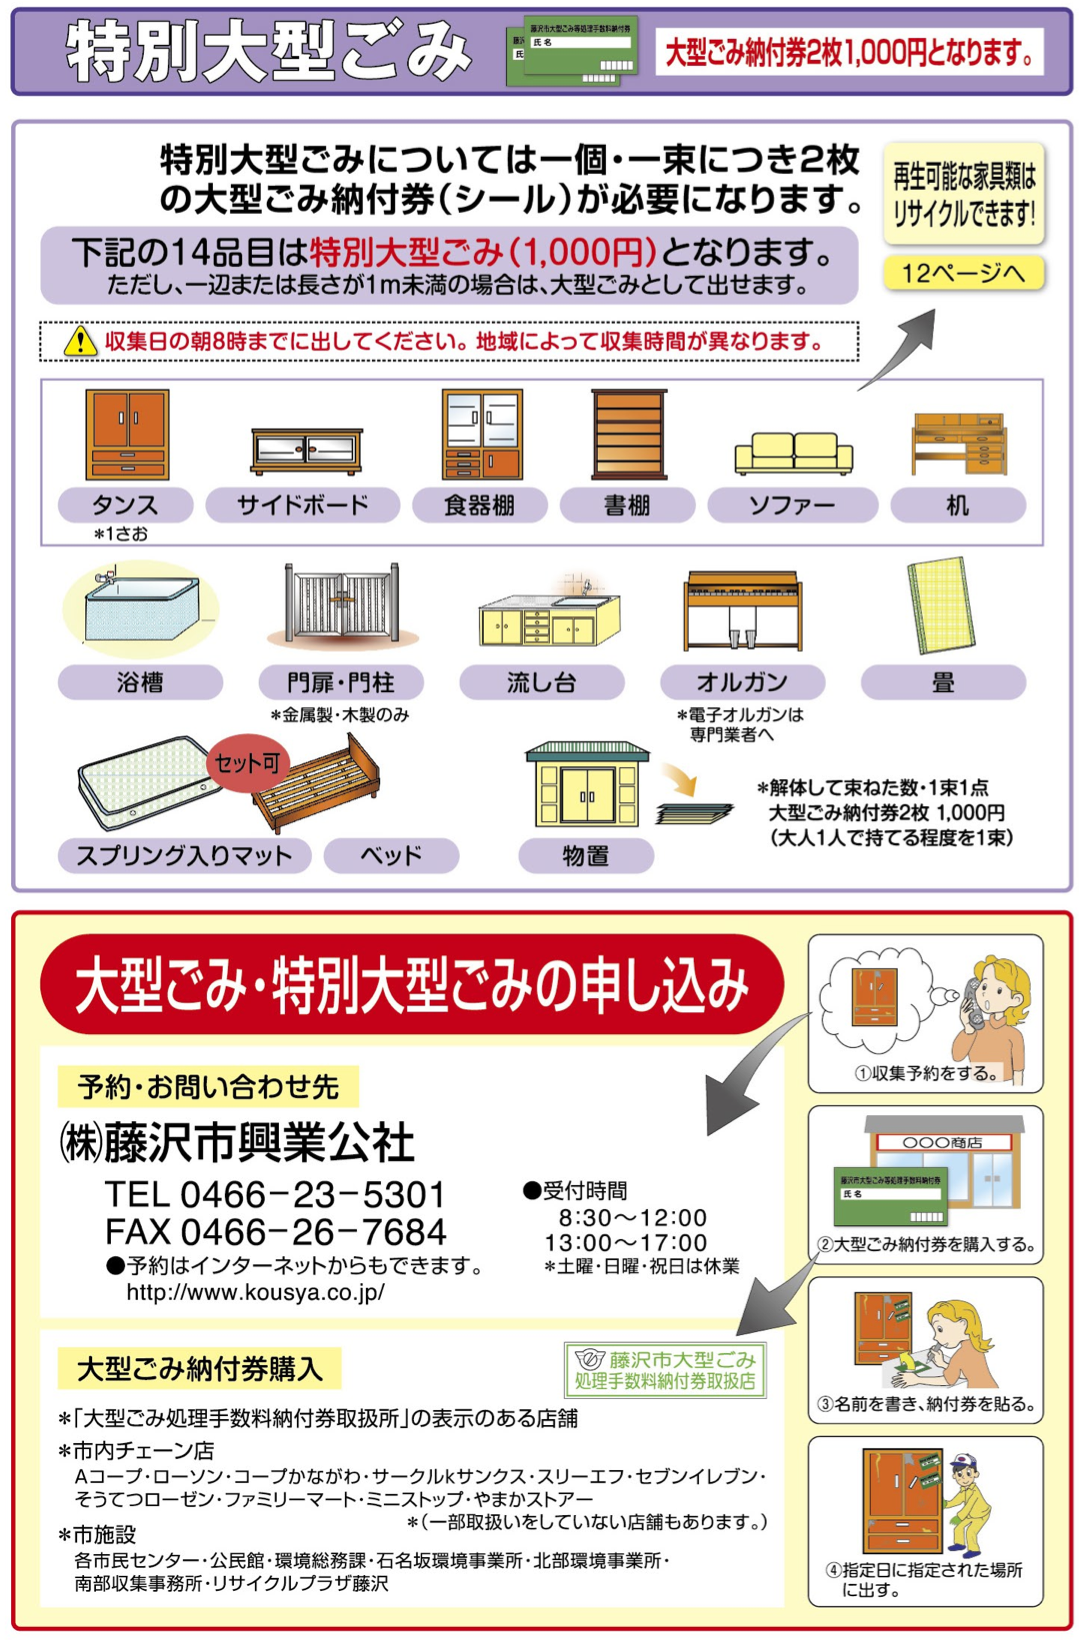 特別大型ごみ
藤沢市大型ごみ等処理手数料納付券
氏名
大型ごみ納付券2枚1,000円となります。
特別大型ごみについては一個・一束につき2枚
の大型ごみ納付券(シール)が必要になります。
再生可能な家具類は
リサイクルできます!
12ページへ
下記の14品目は特別大型ごみ(1,000円)となります。
ただし、一辺または長さが1m未満の場合は、大型ごみとして出せます。
収集日の朝8時までに出してください。地域によって収集時間が異なります。
タンス
*1さお
サイドボード
食器棚
書棚
ソファー
机
浴槽
門扉・門柱
*金属製・木製のみ
流し台
オルガン
*電子オルガンは
専門業者へ
畳
セット可
スプリング入りマット
ベッド
物置
*解体して束ねた数・1束1点
大型ごみ納付券2枚 1,000円
(大人1人で持てる程度を1束)
大型ごみ・特別大型ごみの申し込み
予約・お問い合わせ先
㈱藤沢市興業公社
TEL 0466−23−5301
FAX 0466−26−7684
●予約はインターネットからもできます。
http://www.kousya.co.jp/
●受付時間
8:30〜12:00
13:00〜17:00
*土曜・日曜・祝日は休業
大型ごみ納付券購入
藤沢市大型ごみ
処理手数料納付券取扱店
*「大型ごみ処理手数料納付券取扱所」の表示のある店舗
*市内チェーン店
Aコープ・ローソン・コープかながわ・サークルkサンクス・スリーエフ・セブンイレブン・
そうてつローゼン・ファミリーマート・ミニストップ・やまかストアー
*(一部取扱いをしていない店舗もあります。)
*市施設
各市民センター・公民館・環境総務課・石名坂環境事業所・北部環境事業所・
南部収集事務所・リサイクルプラザ藤沢
①収集予約をする。
〇〇〇商店
藤沢市大型ごみ等処理手数料納付券
氏名
②大型ごみ納付券を購入する。
③名前を書き、納付券を貼る。
④指定日に指定された場所
に出す。